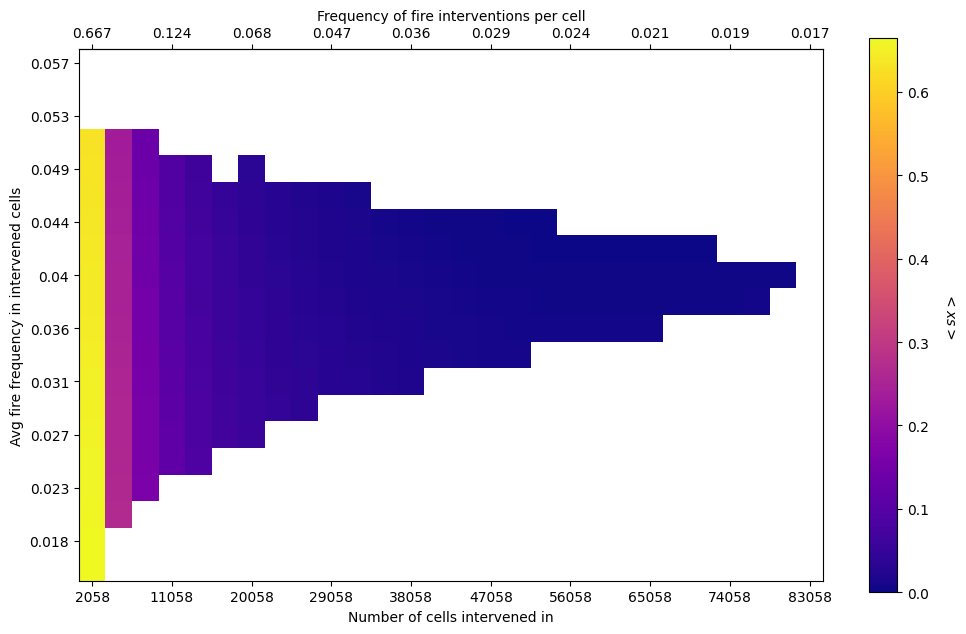 Frequency of fire interventions per cell
0.667 0.124 0.068 0.047 0.036 0.029 0.024 0.021 0.019 0.017
0.057
0.053
0.049
0.044
0.04
0.036
0.031
0.027
0.023
0.018
Avg fire frequency in intervened cells
2058 11058 20058 29058 38058 47058 56058 65058 74058 83058
Number of cells intervened in
0.6
0.5
0.4
0.3
0.2
0.1
0.0
<sx>